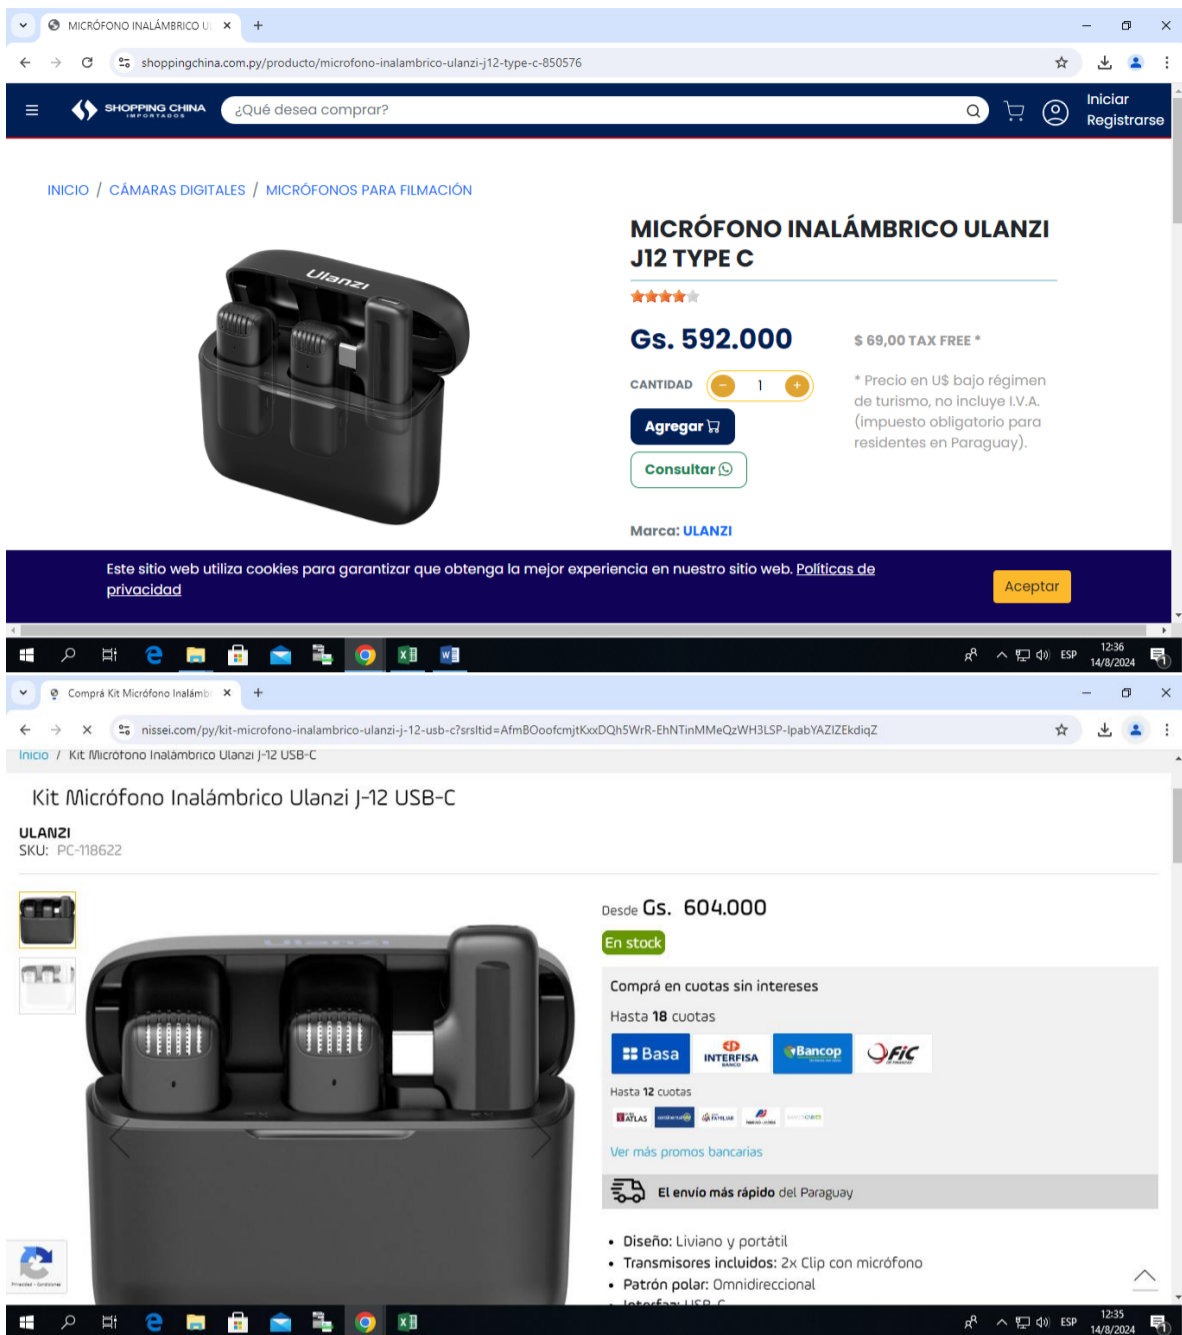 MICRÓFONO INALÁMBRICO U
shoppingchina.com.py/producto/microfono-inalambrico-ulanzi-j12-type-c-850576
SHOPPING CHINA
IMPORTADOS
¿Qué desea comprar?
Iniciar
Registrarse
INICIO / CÁMARAS DIGITALES / MICRÓFONOS PARA FILMACIÓN
Ulanzi
MICRÓFONO INALÁMBRICO ULANZI
J12 TYPE C
Gs. 592.000
$ 69,00 TAX FREE *
CANTIDAD − 1 +
* Precio en U$ bajo régimen
de turismo, no incluye I.V.A.
(impuesto obligatorio para
residentes en Paraguay).
Agregar
Consultar
Marca: ULANZI
Este sitio web utiliza cookies para garantizar que obtenga la mejor experiencia en nuestro sitio web. Políticas de
privacidad
Aceptar
ESP
12:36
14/8/2024
Comprá Kit Micrófono Inalámb
nissei.com/py/kit-microfono-inalambrico-ulanzi-j-12-usb-c?srsltid=AfmBOoofcmjtKxxDQh5WrR-EhNTinMMeQzWH3LSP-IpabYAZIZEkdiqZ
Inicio / Kit Micrófono Inalámbrico Ulanzi J-12 USB-C
Kit Micrófono Inalámbrico Ulanzi J-12 USB-C
ULANZI
SKU: PC-118622
Ulanzi
Desde Gs. 604.000
En stock
Comprá en cuotas sin intereses
Hasta 18 cuotas
Basa
INTERFISA
BANCO
Bancop
FIC
Hasta 12 cuotas
ATLAS
continental
FAMILIAR
Ver más promos bancarias
El envío más rápido del Paraguay
• Diseño: Liviano y portátil
• Transmisores incluidos: 2x Clip con micrófono
• Patrón polar: Omnidireccional
• Interfaz: USB-C
ESP
12:35
14/8/2024